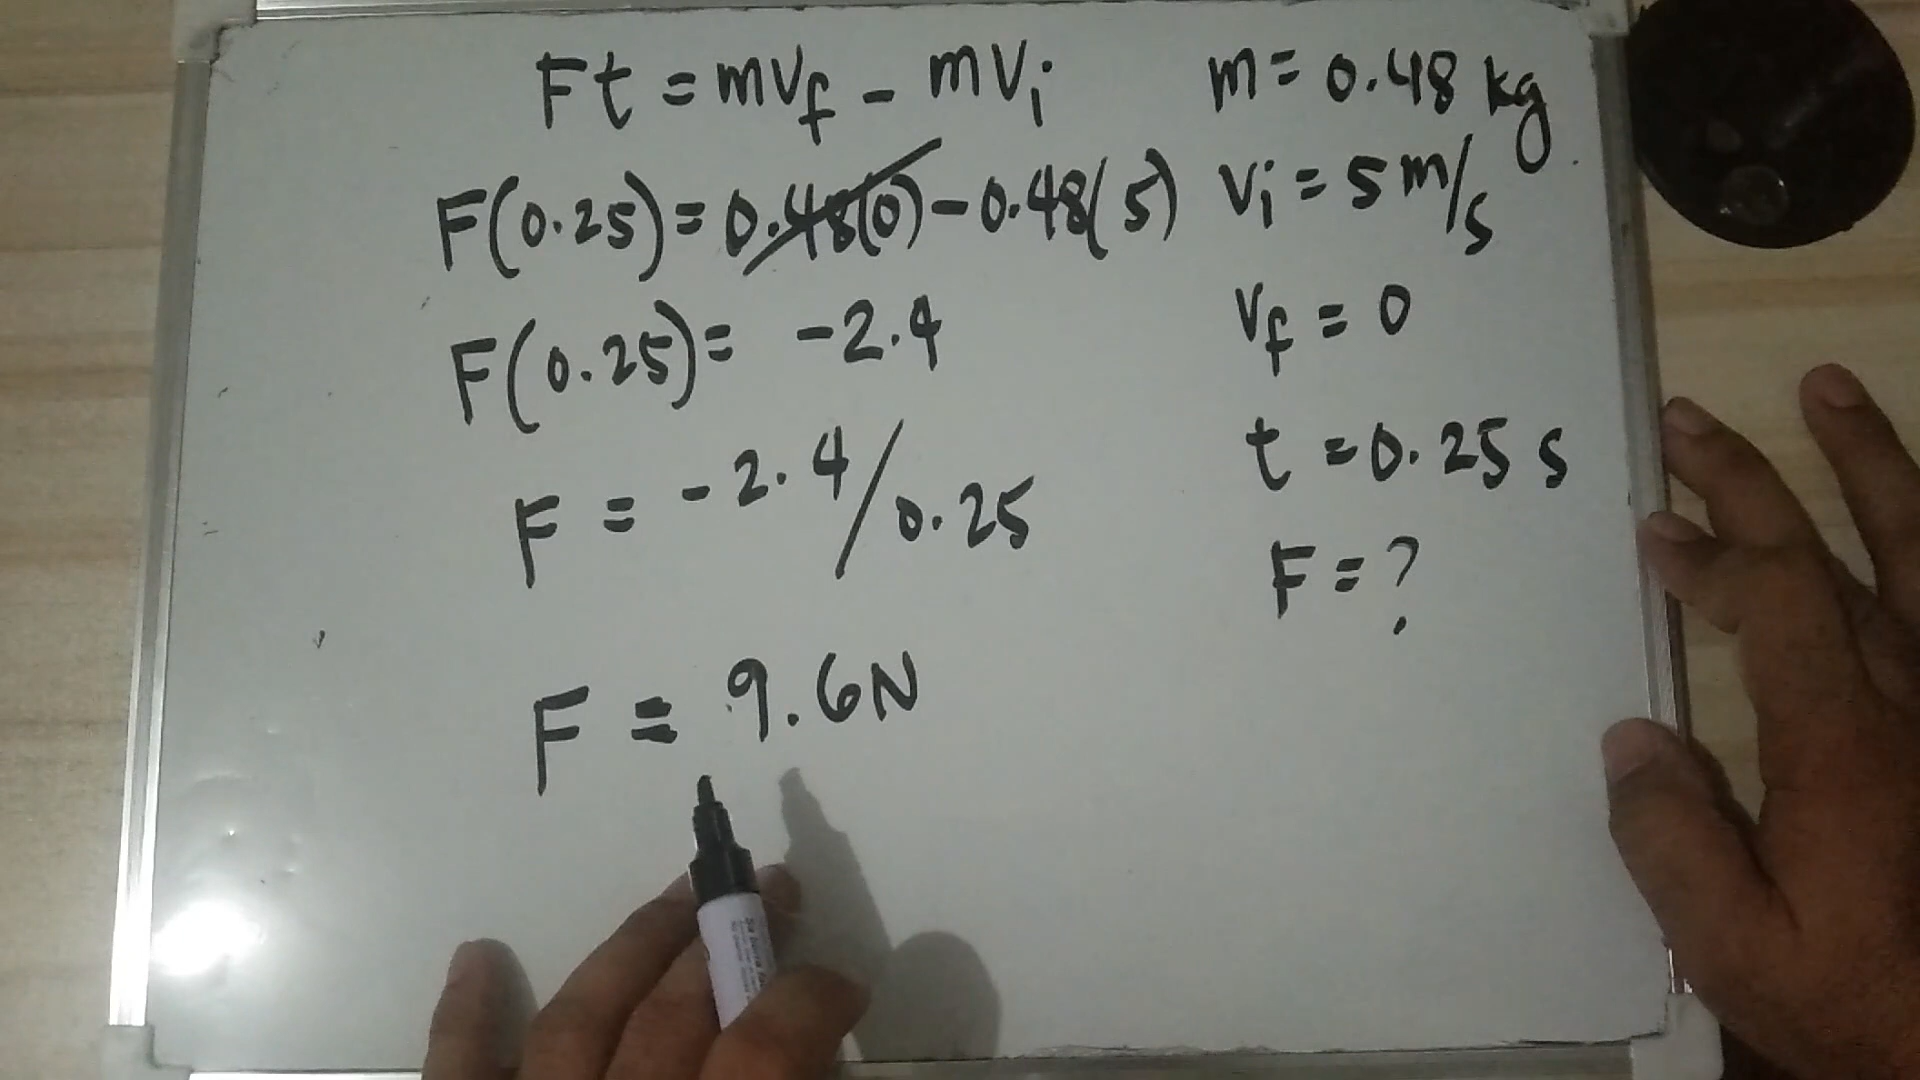 Ft = mvf - mvi
F(0.25) = 0.48(0) - 0.48(5)
F(0.25) = -2.4
F = -2.4/0.25
F = 9.6N
m = 0.48 kg
vi = 5 m/s
vf = 0
t = 0.25 s
F = ?